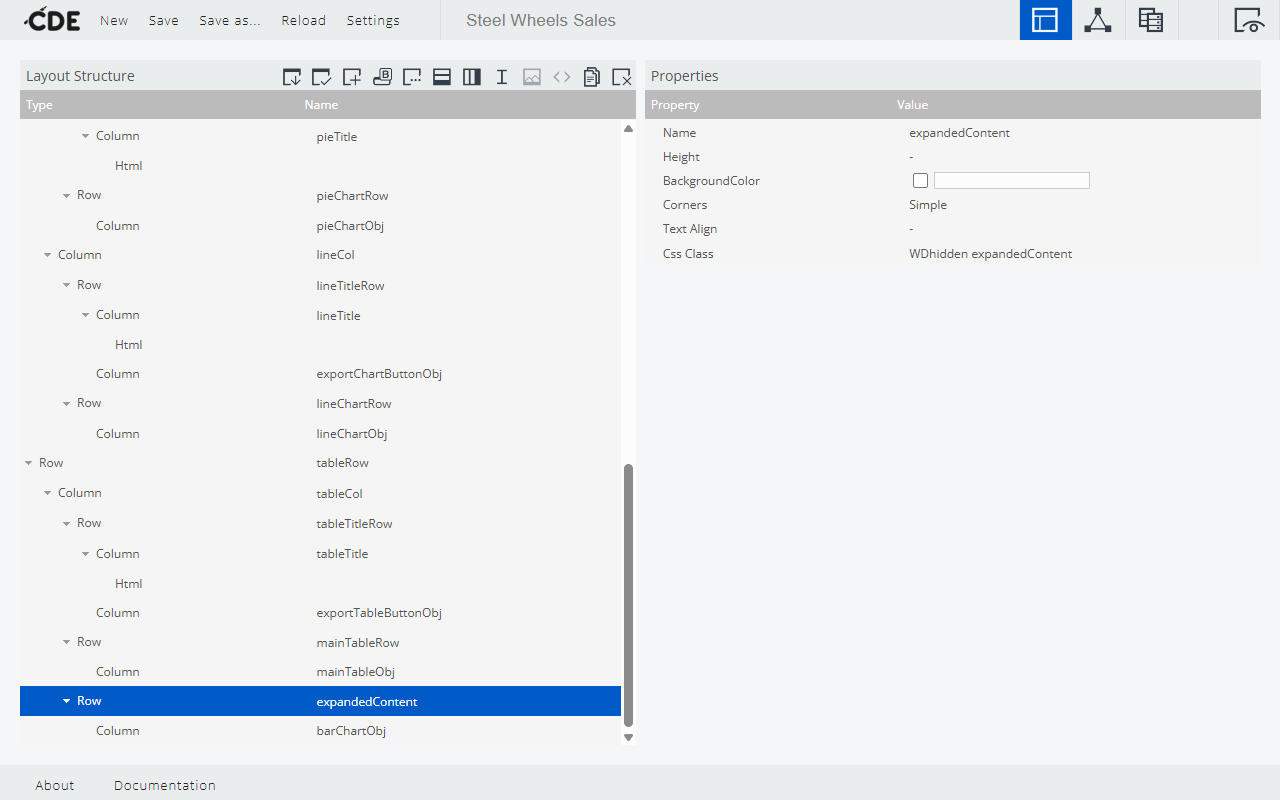 CDE New Save Save as... Reload Settings Steel Wheels Sales
Layout Structure
B
Type Name
Column pieTitle
Html
Row pieChartRow
Column pieChartObj
Column lineCol
Row lineTitleRow
Column lineTitle
Html
Column exportChartButtonObj
Row lineChartRow
Column lineChartObj
Row tableRow
Column tableCol
Row tableTitleRow
Column tableTitle
Html
Column exportTableButtonObj
Row mainTableRow
Column mainTableObj
Row expandedContent
Column barChartObj
Properties
Property Value
Name expandedContent
Height -
BackgroundColor
Corners Simple
Text Align -
Css Class WDhidden expandedContent
About Documentation